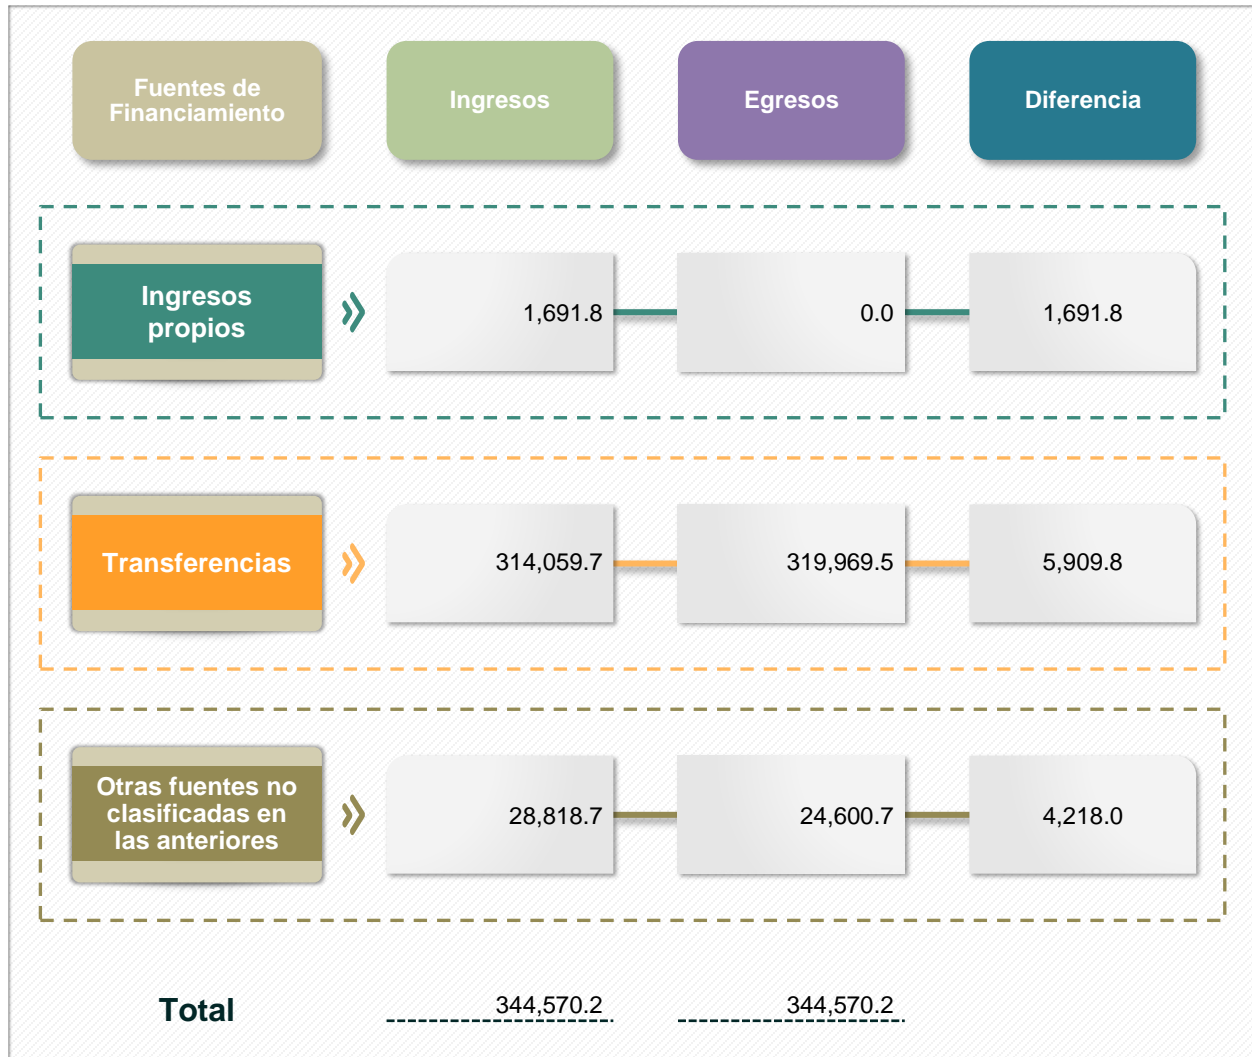 Fuentes de
Financiamiento
Ingresos
Egresos
Diferencia
Ingresos
propios
1,691.8
0.0
1,691.8
Transferencias
314,059.7
319,969.5
5,909.8
Otras fuentes no
clasificadas en
las anteriores
28,818.7
24,600.7
4,218.0
Total
344,570.2
344,570.2